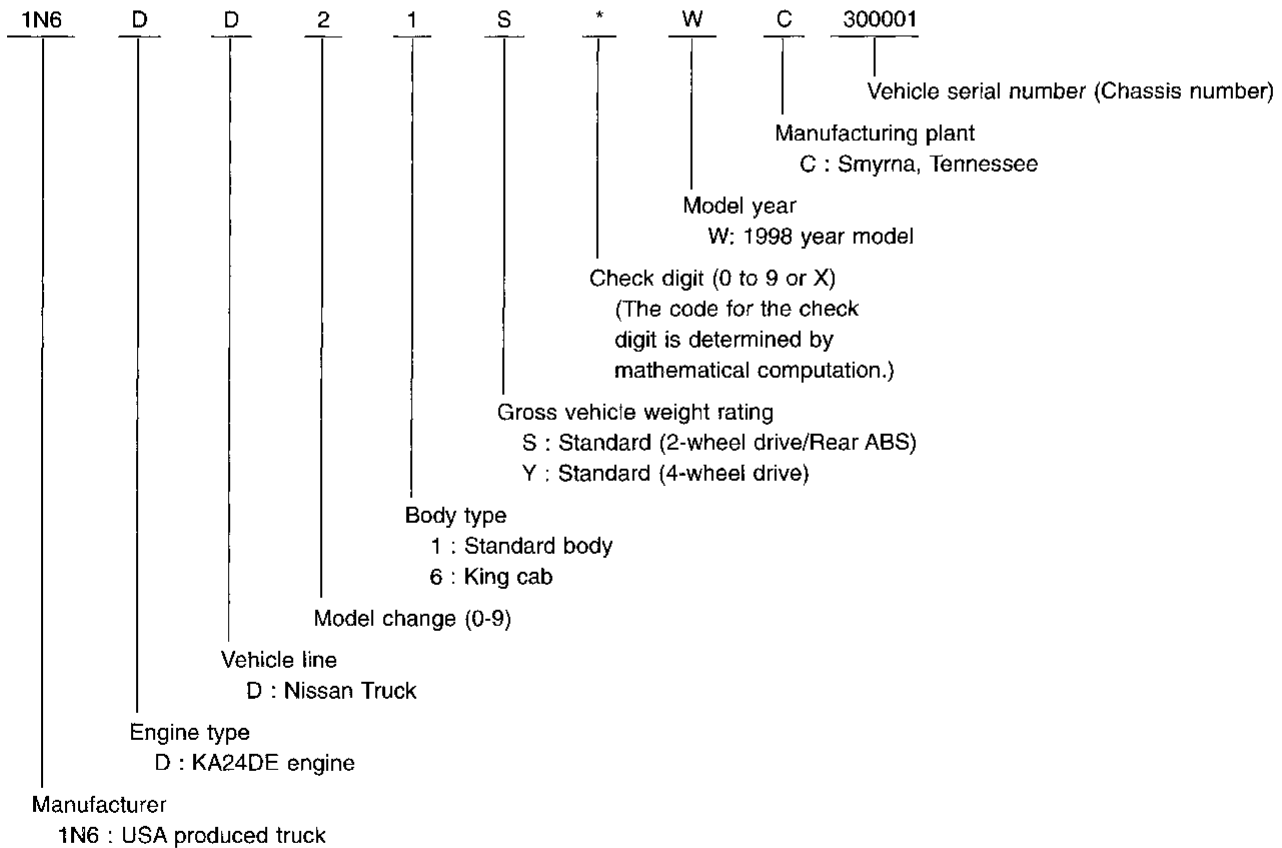 1N6 D D 2 1 S * W C 300001
Vehicle serial number (Chassis number)
Manufacturing plant
C : Smyrna, Tennessee
Model year
W: 1998 year model
Check digit (0 to 9 or X)
(The code for the check
digit is determined by
mathematical computation.)
Gross vehicle weight rating
S : Standard (2-wheel drive/Rear ABS)
Y : Standard (4-wheel drive)
Body type
1 : Standard body
6 : King cab
Model change (0-9)
Vehicle line
D : Nissan Truck
Engine type
D : KA24DE engine
Manufacturer
1N6 : USA produced truck